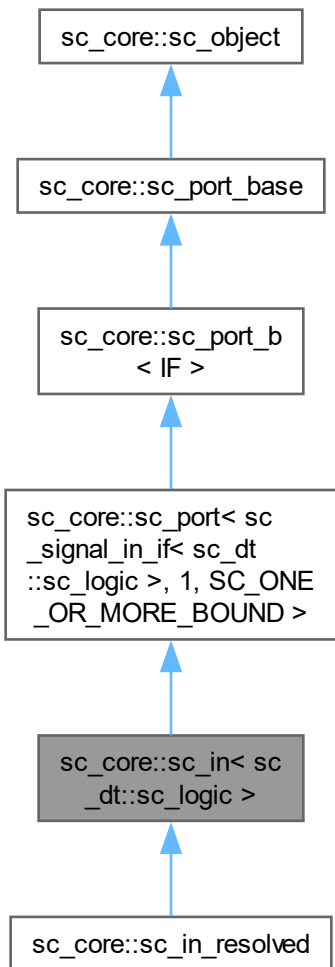 sc_core::sc_object
sc_core::sc_port_base
sc_core::sc_port_b
< IF >
sc_core::sc_port< sc
_signal_in_if< sc_dt
::sc_logic >, 1, SC_ONE
_OR_MORE_BOUND >
sc_core::sc_in< sc
_dt::sc_logic >
sc_core::sc_in_resolved